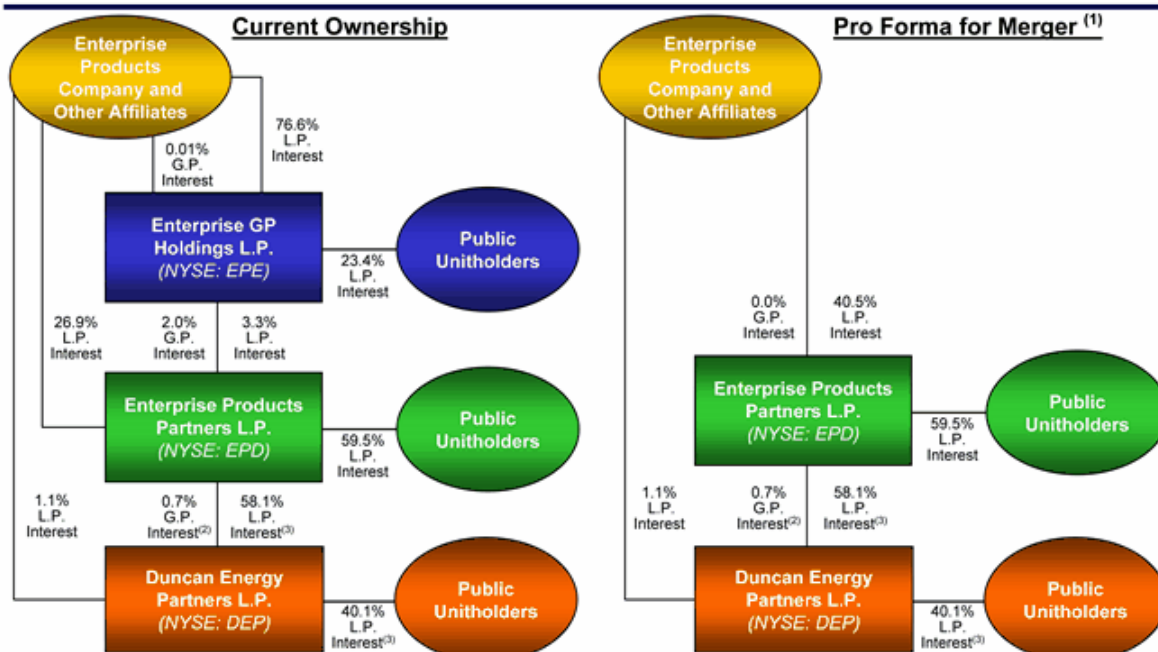 Current Ownership
Enterprise
Products
Company and
Other Affiliates
76.6%
L.P.
Interest
0.01%
G.P.
Interest
Enterprise GP
Holdings L.P.
(NYSE: EPE)
23.4%
L.P.
Interest
Public
Unitholders
26.9%
L.P.
Interest
2.0%
G.P.
Interest
3.3%
L.P.
Interest
Enterprise Products
Partners L.P.
(NYSE: EPD)
59.5%
L.P.
Interest
Public
Unitholders
1.1%
L.P.
Interest
0.7%
G.P.
Interest(2)
58.1%
L.P.
Interest(3)
Duncan Energy
Partners L.P.
(NYSE: DEP)
40.1%
L.P.
Interest(3)
Public
Unitholders
Pro Forma for Merger (1)
Enterprise
Products
Company and
Other Affiliates
0.0%
G.P.
Interest
40.5%
L.P.
Interest
Enterprise Products
Partners L.P.
(NYSE: EPD)
59.5%
L.P.
Interest
Public
Unitholders
1.1%
L.P.
Interest
0.7%
G.P.
Interest(2)
58.1%
L.P.
Interest(3)
Duncan Energy
Partners L.P.
(NYSE: DEP)
40.1%
L.P.
Interest(3)
Public
Unitholders